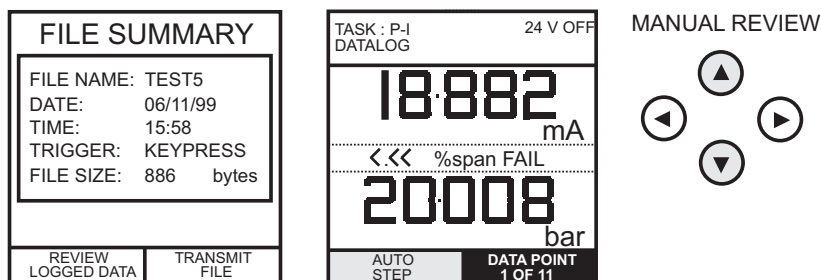 FILE SUMMARY
FILE NAME: TEST5
DATE: 06/11/99
TIME: 15:58
TRIGGER: KEYPRESS
FILE SIZE: 886 bytes
REVIEW
LOGGED DATA
TRANSMIT
FILE
TASK : P-I
DATALOG
24 V OFF
18.882
mA
<.<< %span FAIL
20.008
bar
AUTO
STEP
DATA POINT
1 OF 11
MANUAL REVIEW